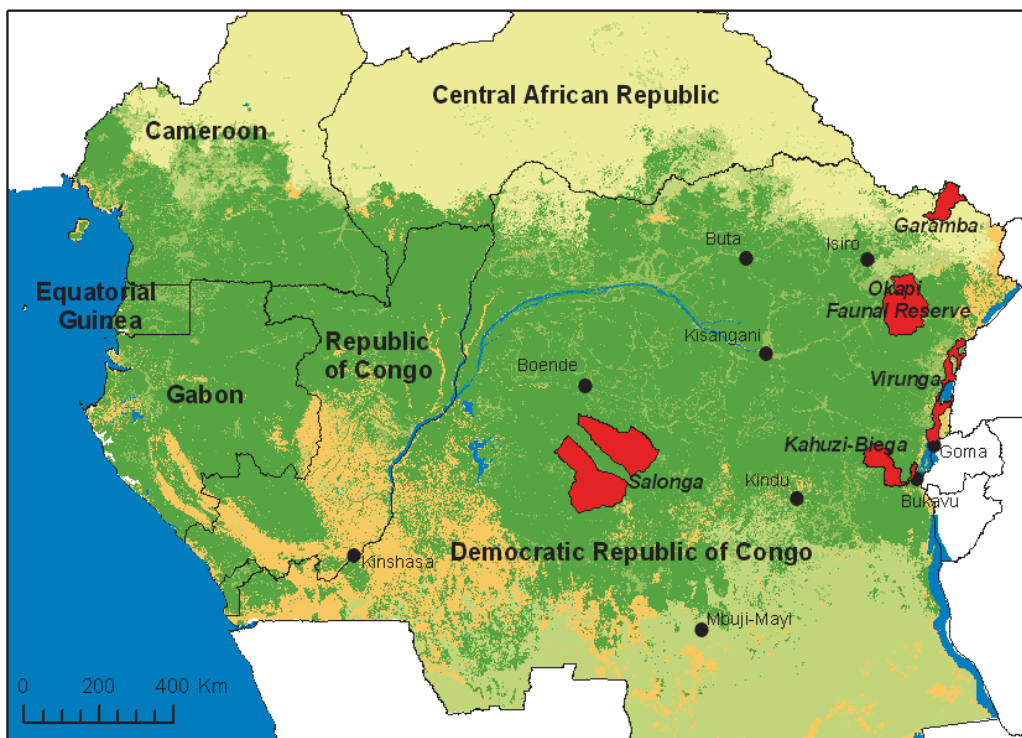 Central African Republic
Cameroon
Garamba
Buta
Isiro
Okapi
Faunal Reserve
Equatorial
Guinea
Republic
of Congo
Kisangani
Boende
Virunga
Gabon
Kahuzi-Biega
Goma
Salonga
Kindu
Bukavu
Democratic Republic of Congo
Kinshasa
Mbuji-Mayi
0 200 400 Km